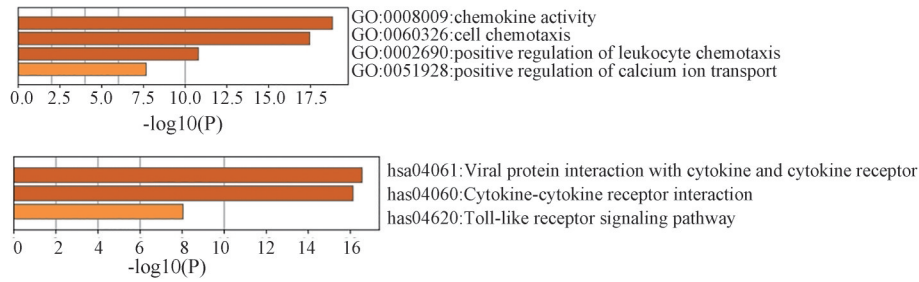 GO:0008009:chemokine activity
GO:0060326:cell chemotaxis
GO:0002690:positive regulation of leukocyte chemotaxis
GO:0051928:positive regulation of calcium ion transport
0.0 2.5 5.0 7.5 10.0 12.5 15.0 17.5
-log10(P)
hsa04061:Viral protein interaction with cytokine and cytokine receptor
has04060:Cytokine-cytokine receptor interaction
has04620:Toll-like receptor signaling pathway
0 2 4 6 8 10 12 14 16
-log10(P)